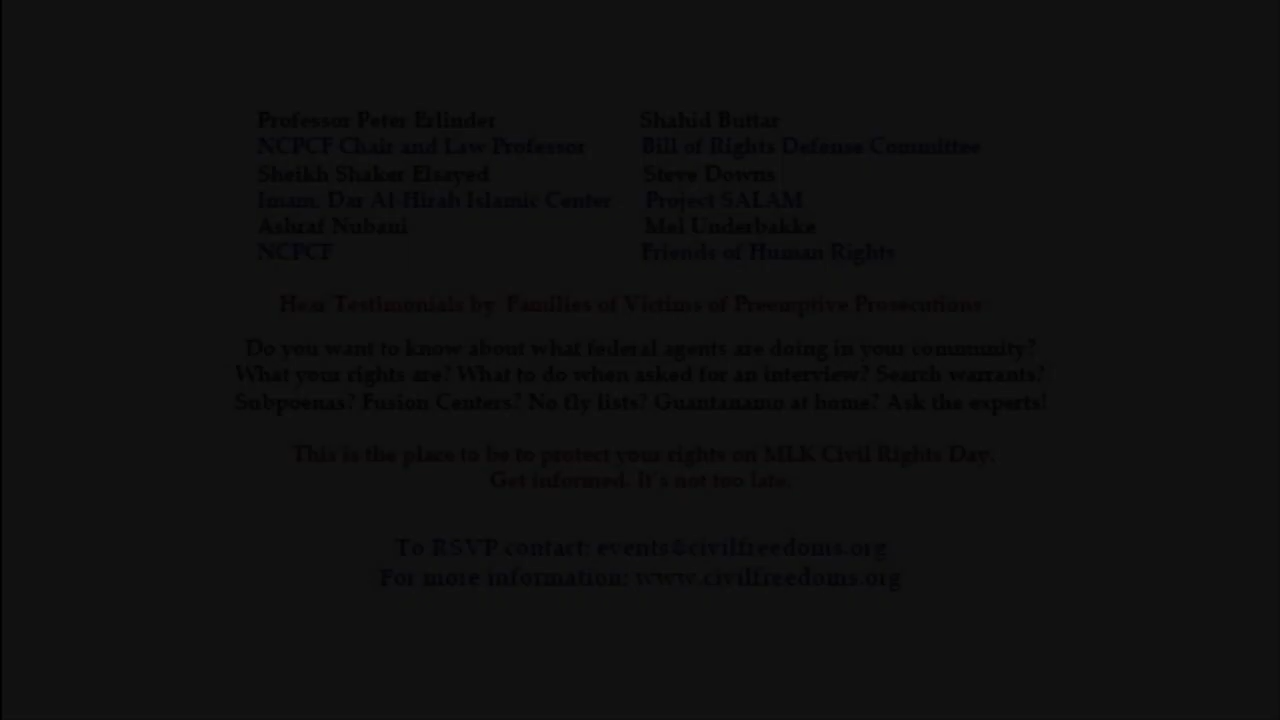 Professor Peter Erlinder
NCPCF Chair and Law Professor
Sheikh Shaker Elsayed
Imam, Dar Al-Hirah Islamic Center
Ashraf Nubani
NCPCF
Shahid Buttar
Bill of Rights Defense Committee
Steve Downs
Project SALAM
Mel Underbakke
Friends of Human Rights
Hear Testimonials by Families of Victims of Preemptive Prosecutions
Do you want to know about what federal agents are doing in your community?
What your rights are? What to do when asked for an interview? Search warrants?
Subpoenas? Fusion Centers? No fly lists? Guantanamo at home? Ask the experts!
This is the place to be to protect your rights on MLK Civil Rights Day.
Get informed. It's not too late.
To RSVP contact: events@civilfreedoms.org
For more information: www.civilfreedoms.org